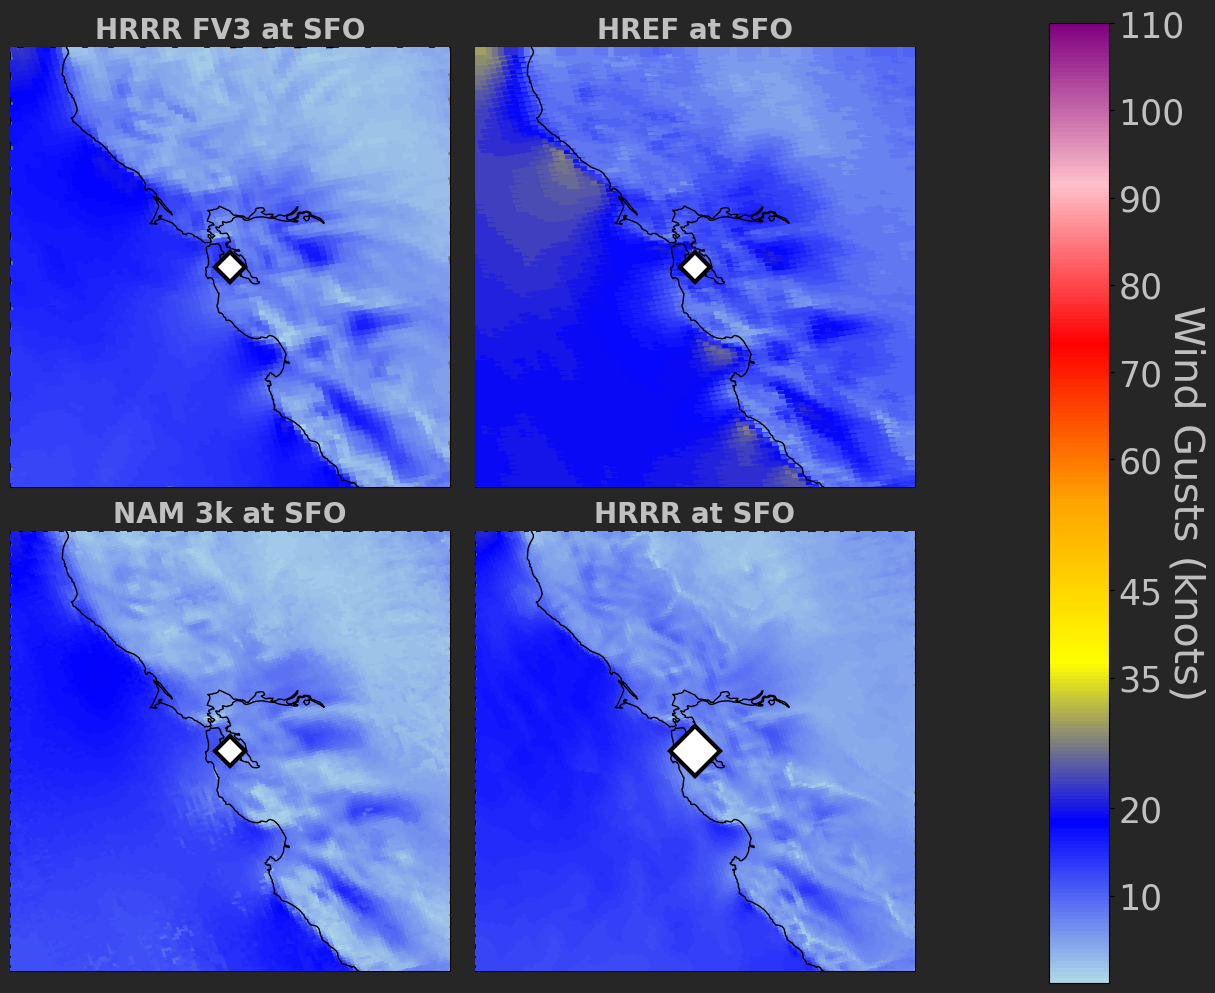 HRRR FV3 at SFO
HREF at SFO
NAM 3k at SFO
HRRR at SFO
110
100
90
80
70
60
45
35
20
10
Wind Gusts (knots)